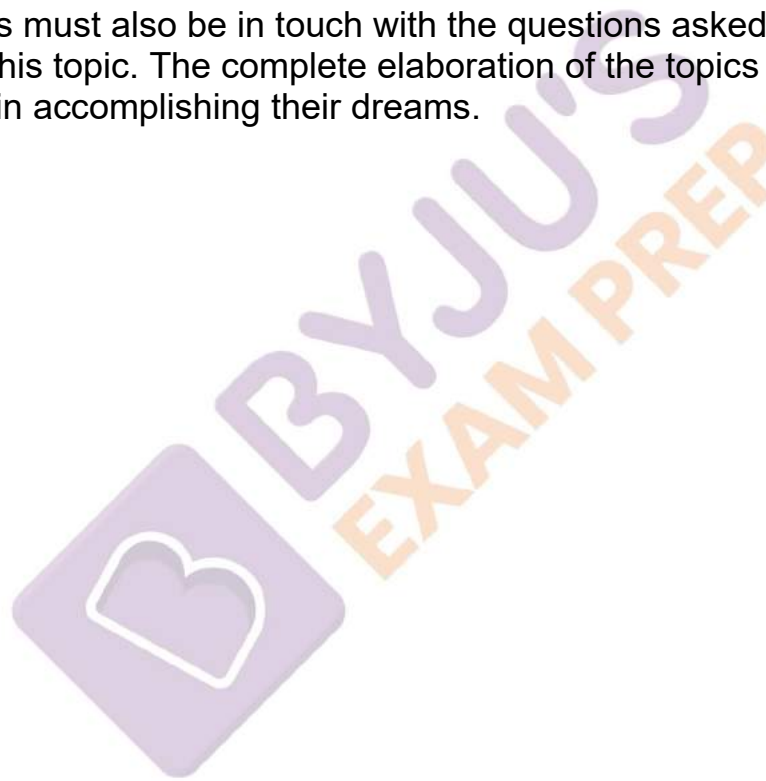 s must also be in touch with the questions asked
his topic. The complete elaboration of the topics
in accomplishing their dreams.
BYJU'S
EXAM PREP